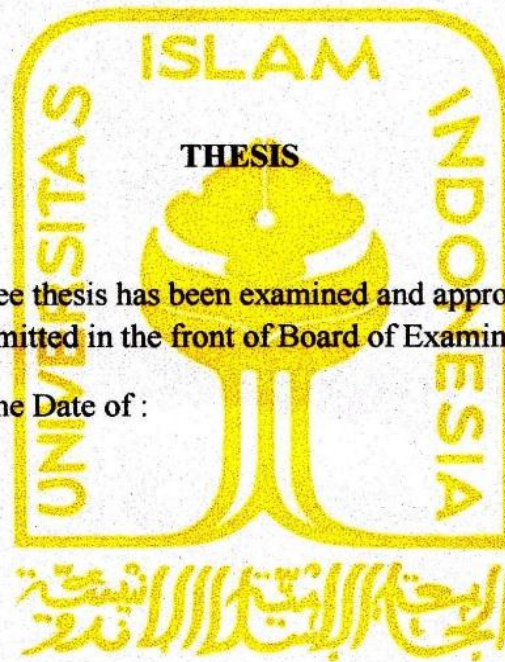 ISLAM
UNIVERSITAS
INDONESIA
THESIS
ee thesis has been examined and appro
mitted in the front of Board of Examin
ne Date of :